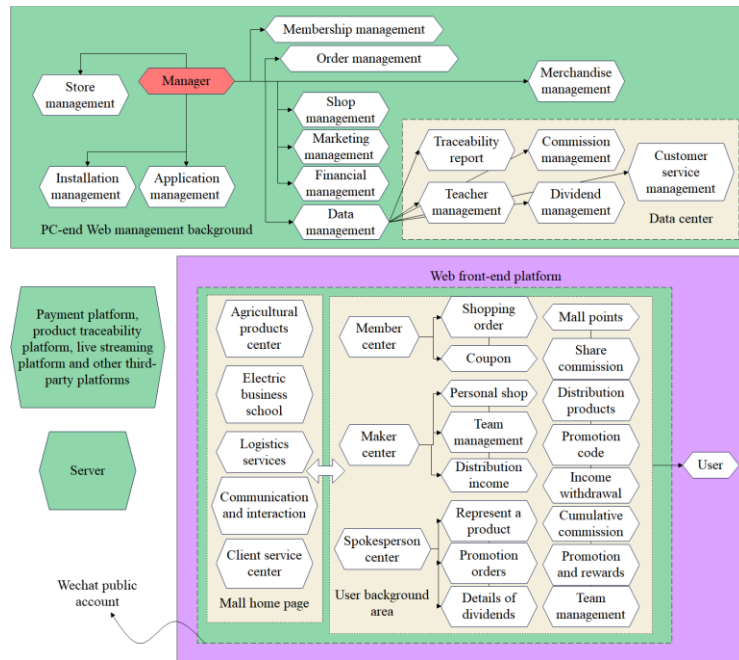 Membership management
Order management
Manager
Merchandise
management
Store
management
Shop
management
Marketing
management
Financial
management
Data
management
Installation
management
Application
management
PC-end Web management background
Traceability
report
Commission
management
Customer
service
management
Teacher
management
Dividend
management
Data center
Web front-end platform
Payment platform,
product traceability
platform, live streaming
platform and other third-
party platforms
Server
Wechat public
account
Agricultural
products
center
Electric
business
school
Logistics
services
Communication
and interaction
Client service
center
Mall home page
Member
center
Shopping
order
Coupon
Maker
center
Personal shop
Team
management
Distribution
income
Spokesperson
center
Represent a
product
Promotion
orders
Details of
dividends
User background
area
Mall points
Share
commission
Distribution
products
Promotion
code
Income
withdrawal
Cumulative
commission
Promotion
and rewards
Team
management
User